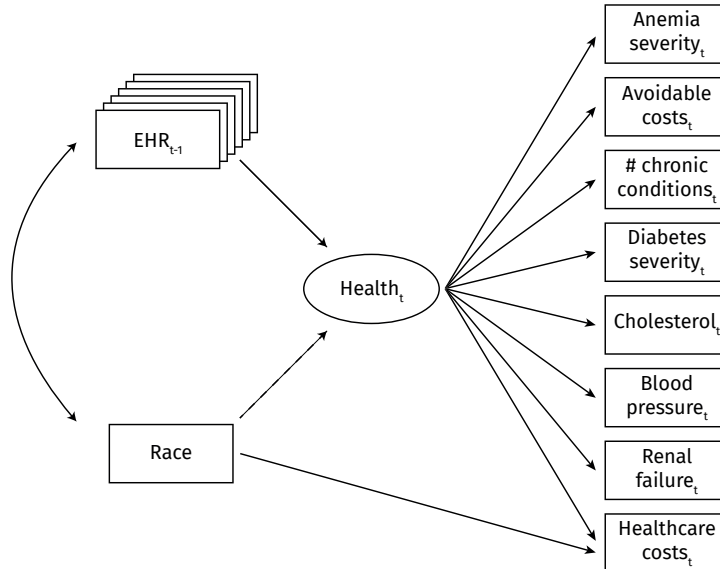 Anemia
severity t
Avoidable
costs t
# chronic
conditions t
Diabetes
severity t
Cholesterol t
Blood
pressure t
Renal
failure t
Healthcare
costs t
EHR t-1
Health t
Race